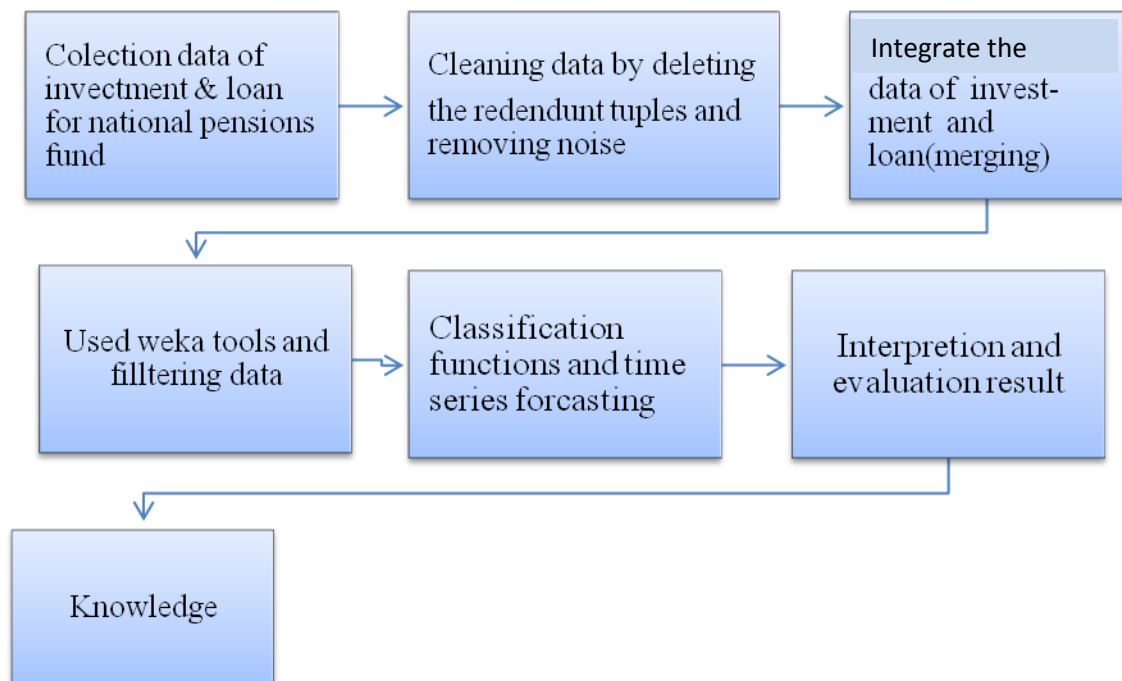 Colection data of
invectment & loan
for national pensions
fund
Cleaning data by deleting
the redendunt tuples and
removing noise
Integrate the
data of invest-
ment and
loan(merging)
Used weka tools and
filltering data
Classification
functions and time
series forcasting
Interpretion and
evaluation result
Knowledge